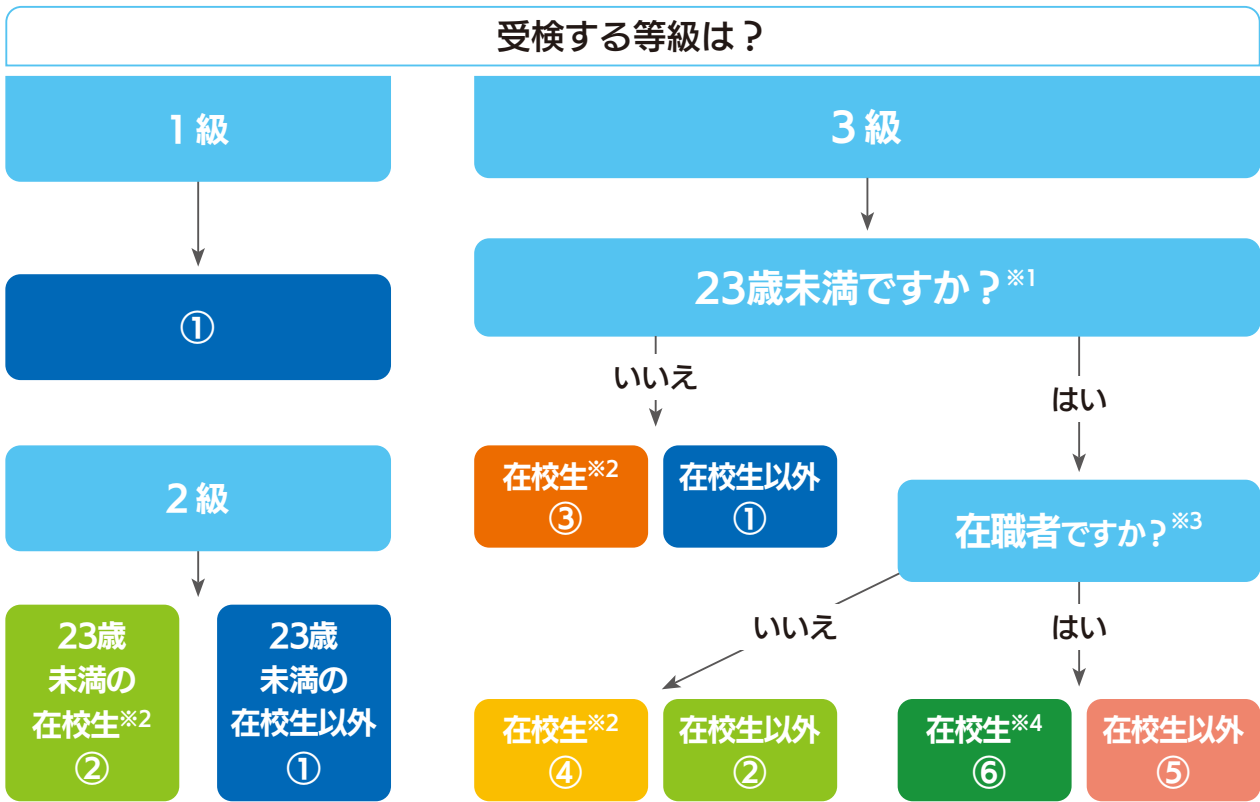 受検する等級は？
1級
①
2級
23歳
未満の
在校生※2
②
23歳
未満の
在校生以外
①
3級
23歳未満ですか？※1
いいえ
はい
在校生※2
③
在校生以外
①
在職者ですか？※3
いいえ
はい
在校生※2
④
在校生以外
②
在校生※4
⑥
在校生以外
⑤